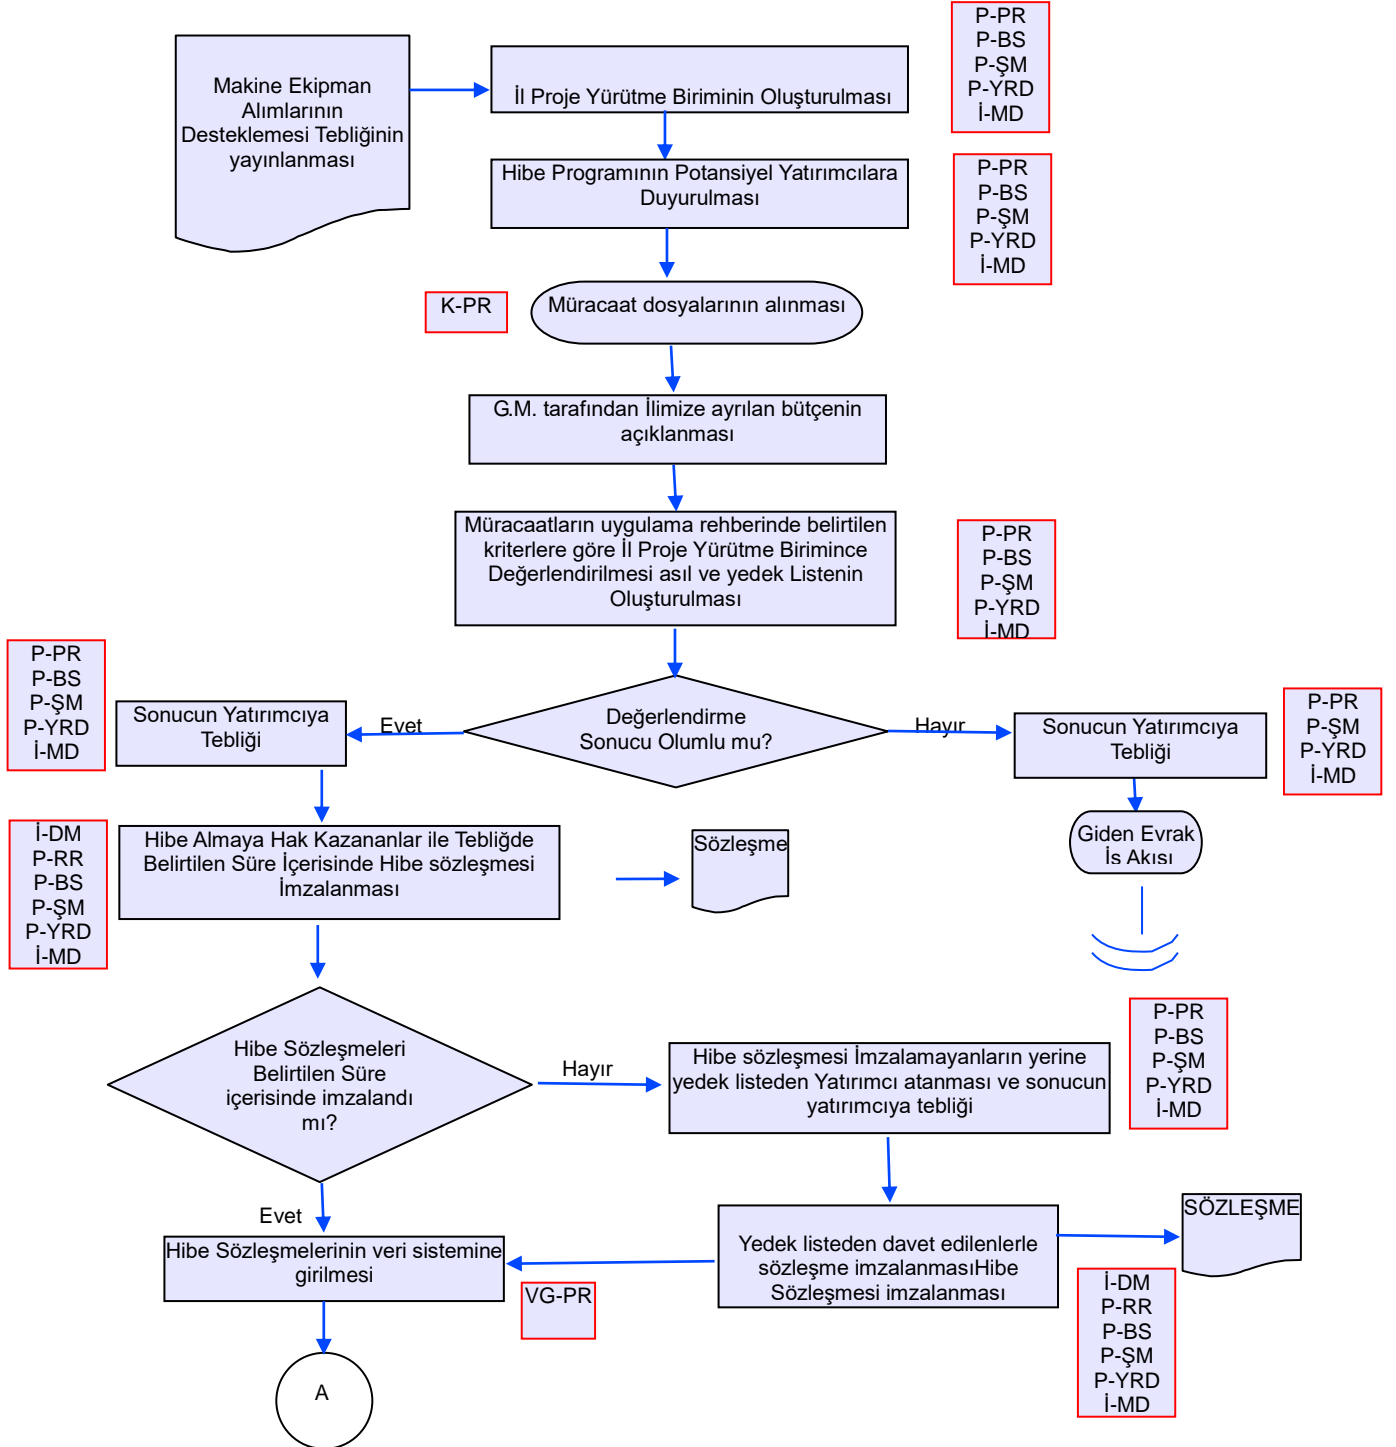 P-PR
P-BS
P-ŞM
P-YRD
İ-MD
Makine Ekipman
Alımlarının
Desteklemesi Tebliğinin
yayınlanması
İl Proje Yürütme Biriminin Oluşturulması
Hibe Programının Potansiyel Yatırımcılara
Duyurulması
P-PR
P-BS
P-ŞM
P-YRD
İ-MD
K-PR
Müracaat dosyalarının alınması
G.M. tarafından İlimize ayrılan bütçenin
açıklanması
Müracaatların uygulama rehberinde belirtilen
kriterlere göre İl Proje Yürütme Birimince
Değerlendirilmesi asıl ve yedek Listenin
Oluşturulması
P-PR
P-BS
P-ŞM
P-YRD
İ-MD
P-PR
P-BS
P-ŞM
P-YRD
İ-MD
Sonucun Yatırımcıya
Tebliği
Evet
Değerlendirme
Sonucu Olumlu mu?
Hayır
Sonucun Yatırımcıya
Tebliği
P-PR
P-ŞM
P-YRD
İ-MD
İ-DM
P-RR
P-BS
P-ŞM
P-YRD
İ-MD
Hibe Almaya Hak Kazananlar ile Tebliğde
Belirtilen Süre İçerisinde Hibe sözleşmesi
İmzalanması
Sözleşme
Giden Evrak
İş Akışı
Hibe Sözleşmeleri
Belirtilen Süre
içerisinde imzalandı
mı?
Hayır
Hibe sözleşmesi İmzalamayanların yerine
yedek listeden Yatırımcı atanması ve sonucun
yatırımcıya tebliği
P-PR
P-BS
P-ŞM
P-YRD
İ-MD
Evet
Hibe Sözleşmelerinin veri sistemine
girilmesi
VG-PR
Yedek listeden davet edilenlerle
sözleşme imzalanmasıHibe
Sözleşmesi imzalanması
SÖZLEŞME
İ-DM
P-RR
P-BS
P-ŞM
P-YRD
İ-MD
A